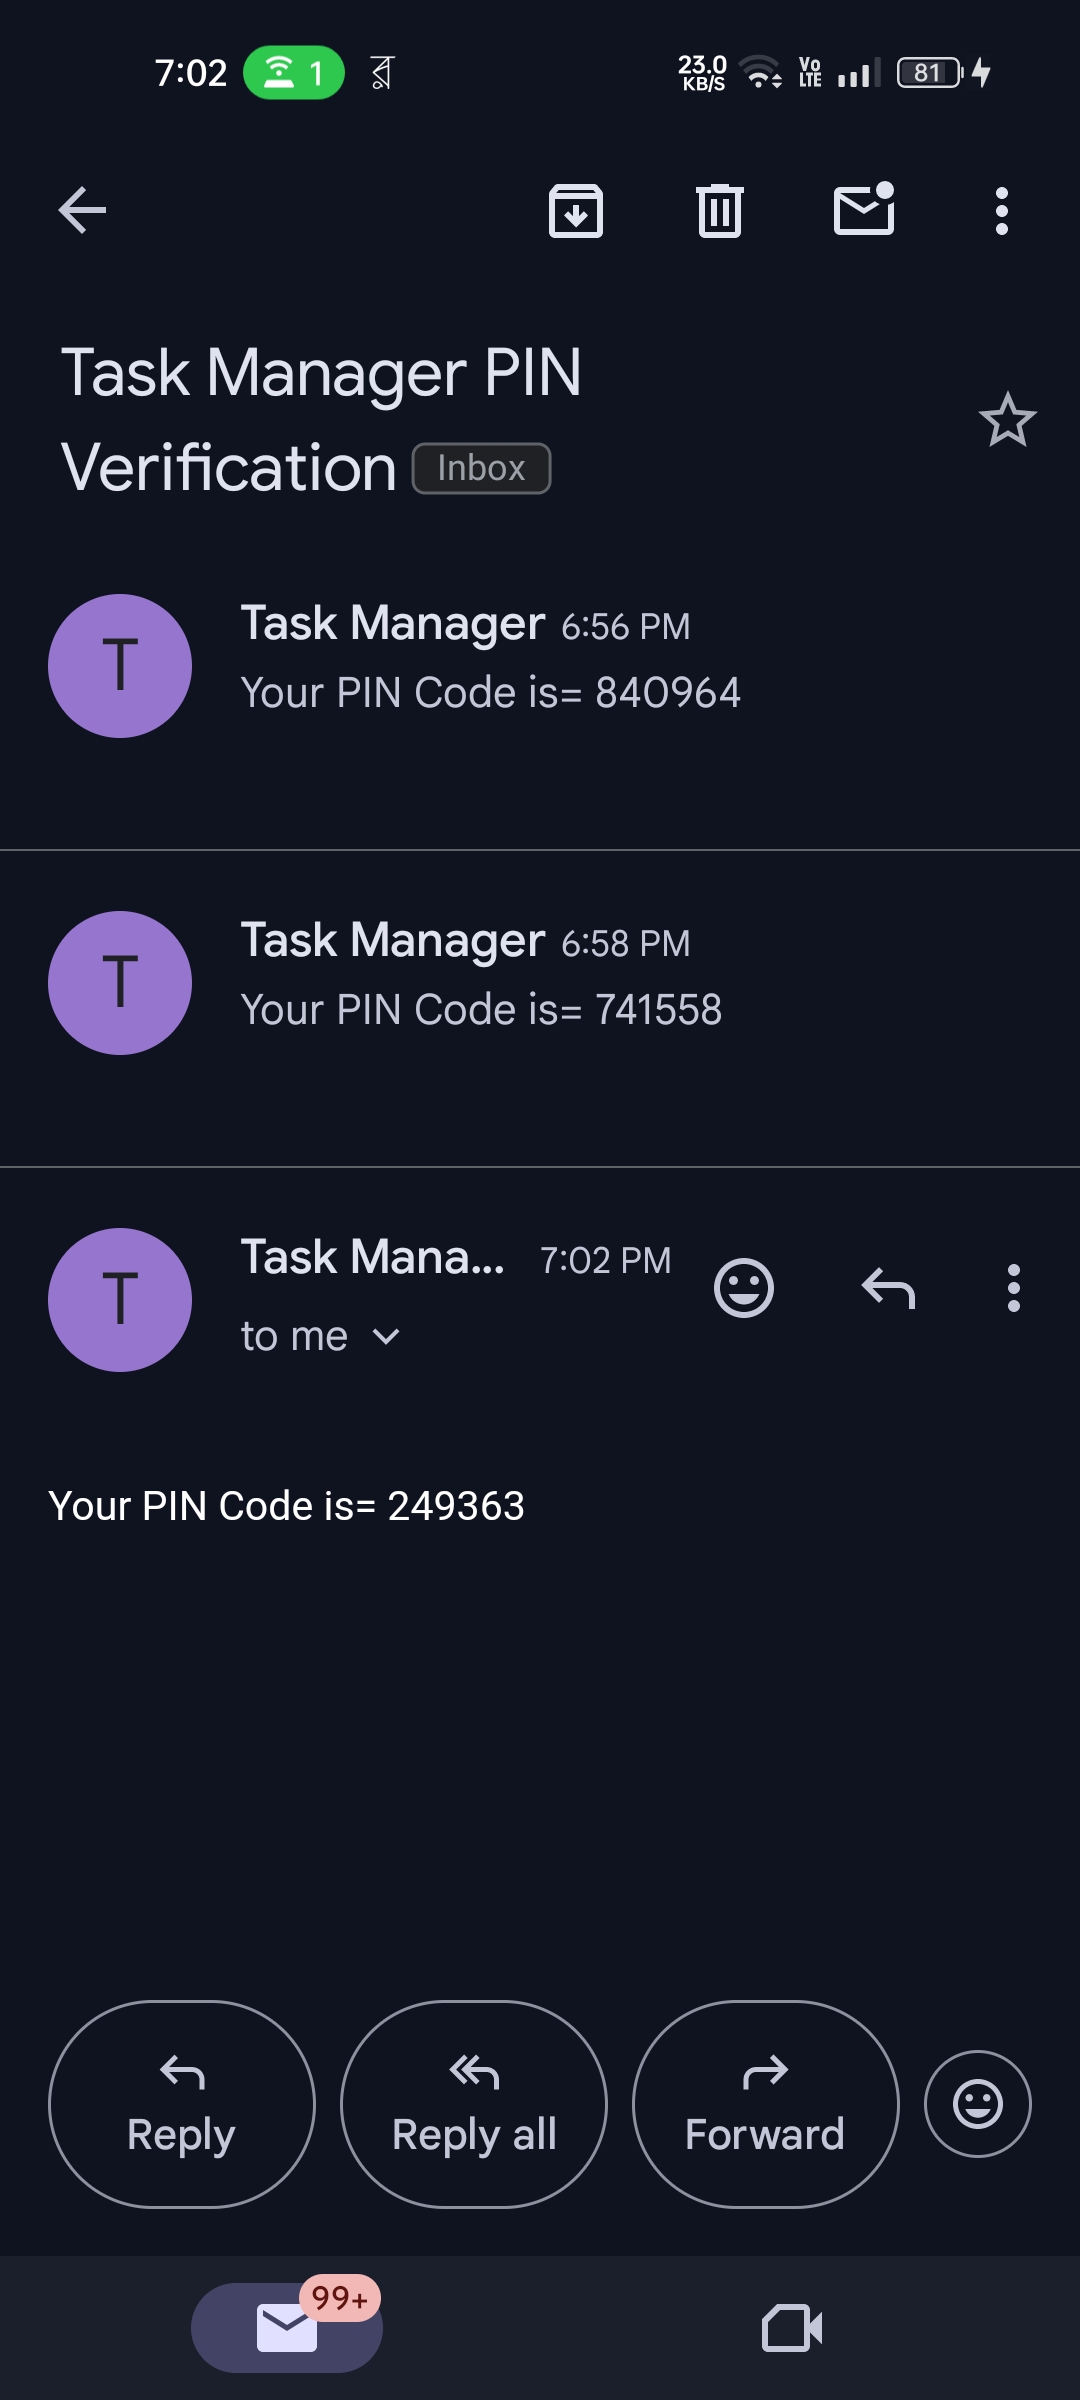 7:02 1 23.0 KB/S Vo LTE 81
Task Manager PIN
Verification Inbox
T
Task Manager 6:56 PM
Your PIN Code is= 840964
T
Task Manager 6:58 PM
Your PIN Code is= 741558
T
Task Mana... 7:02 PM
to me
Your PIN Code is= 249363
Reply Reply all Forward
99+